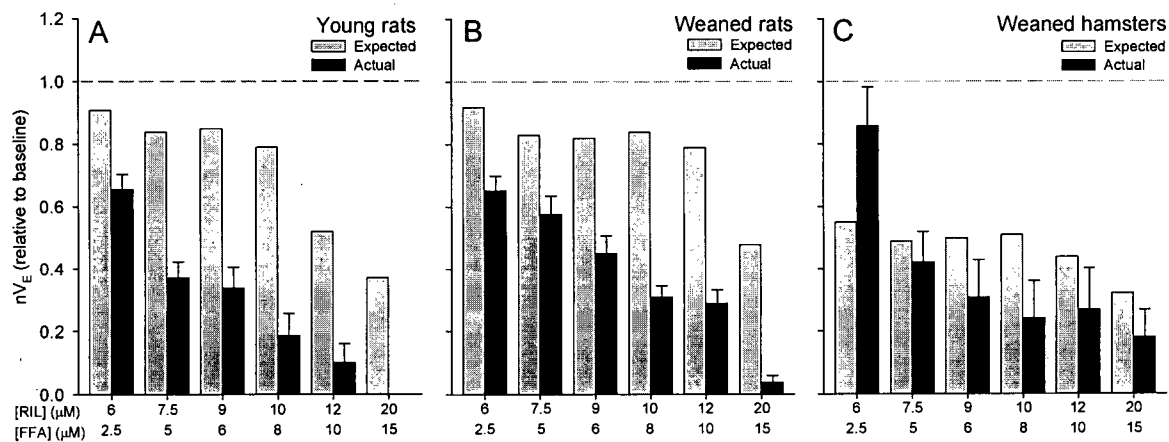 A
Young rats
Expected
Actual
B
Weaned rats
Expected
Actual
C
Weaned hamsters
Expected
Actual
nV_E (relative to baseline)
1.2
1.0
0.8
0.6
0.4
0.2
0.0
[RIL] (μM) 6 7.5 9 10 12 20 6 7.5 9 10 12 20 6 7.5 9 10 12 20
[FFA] (μM) 2.5 5 6 8 10 15 2.5 5 6 8 10 15 2.5 5 6 8 10 15